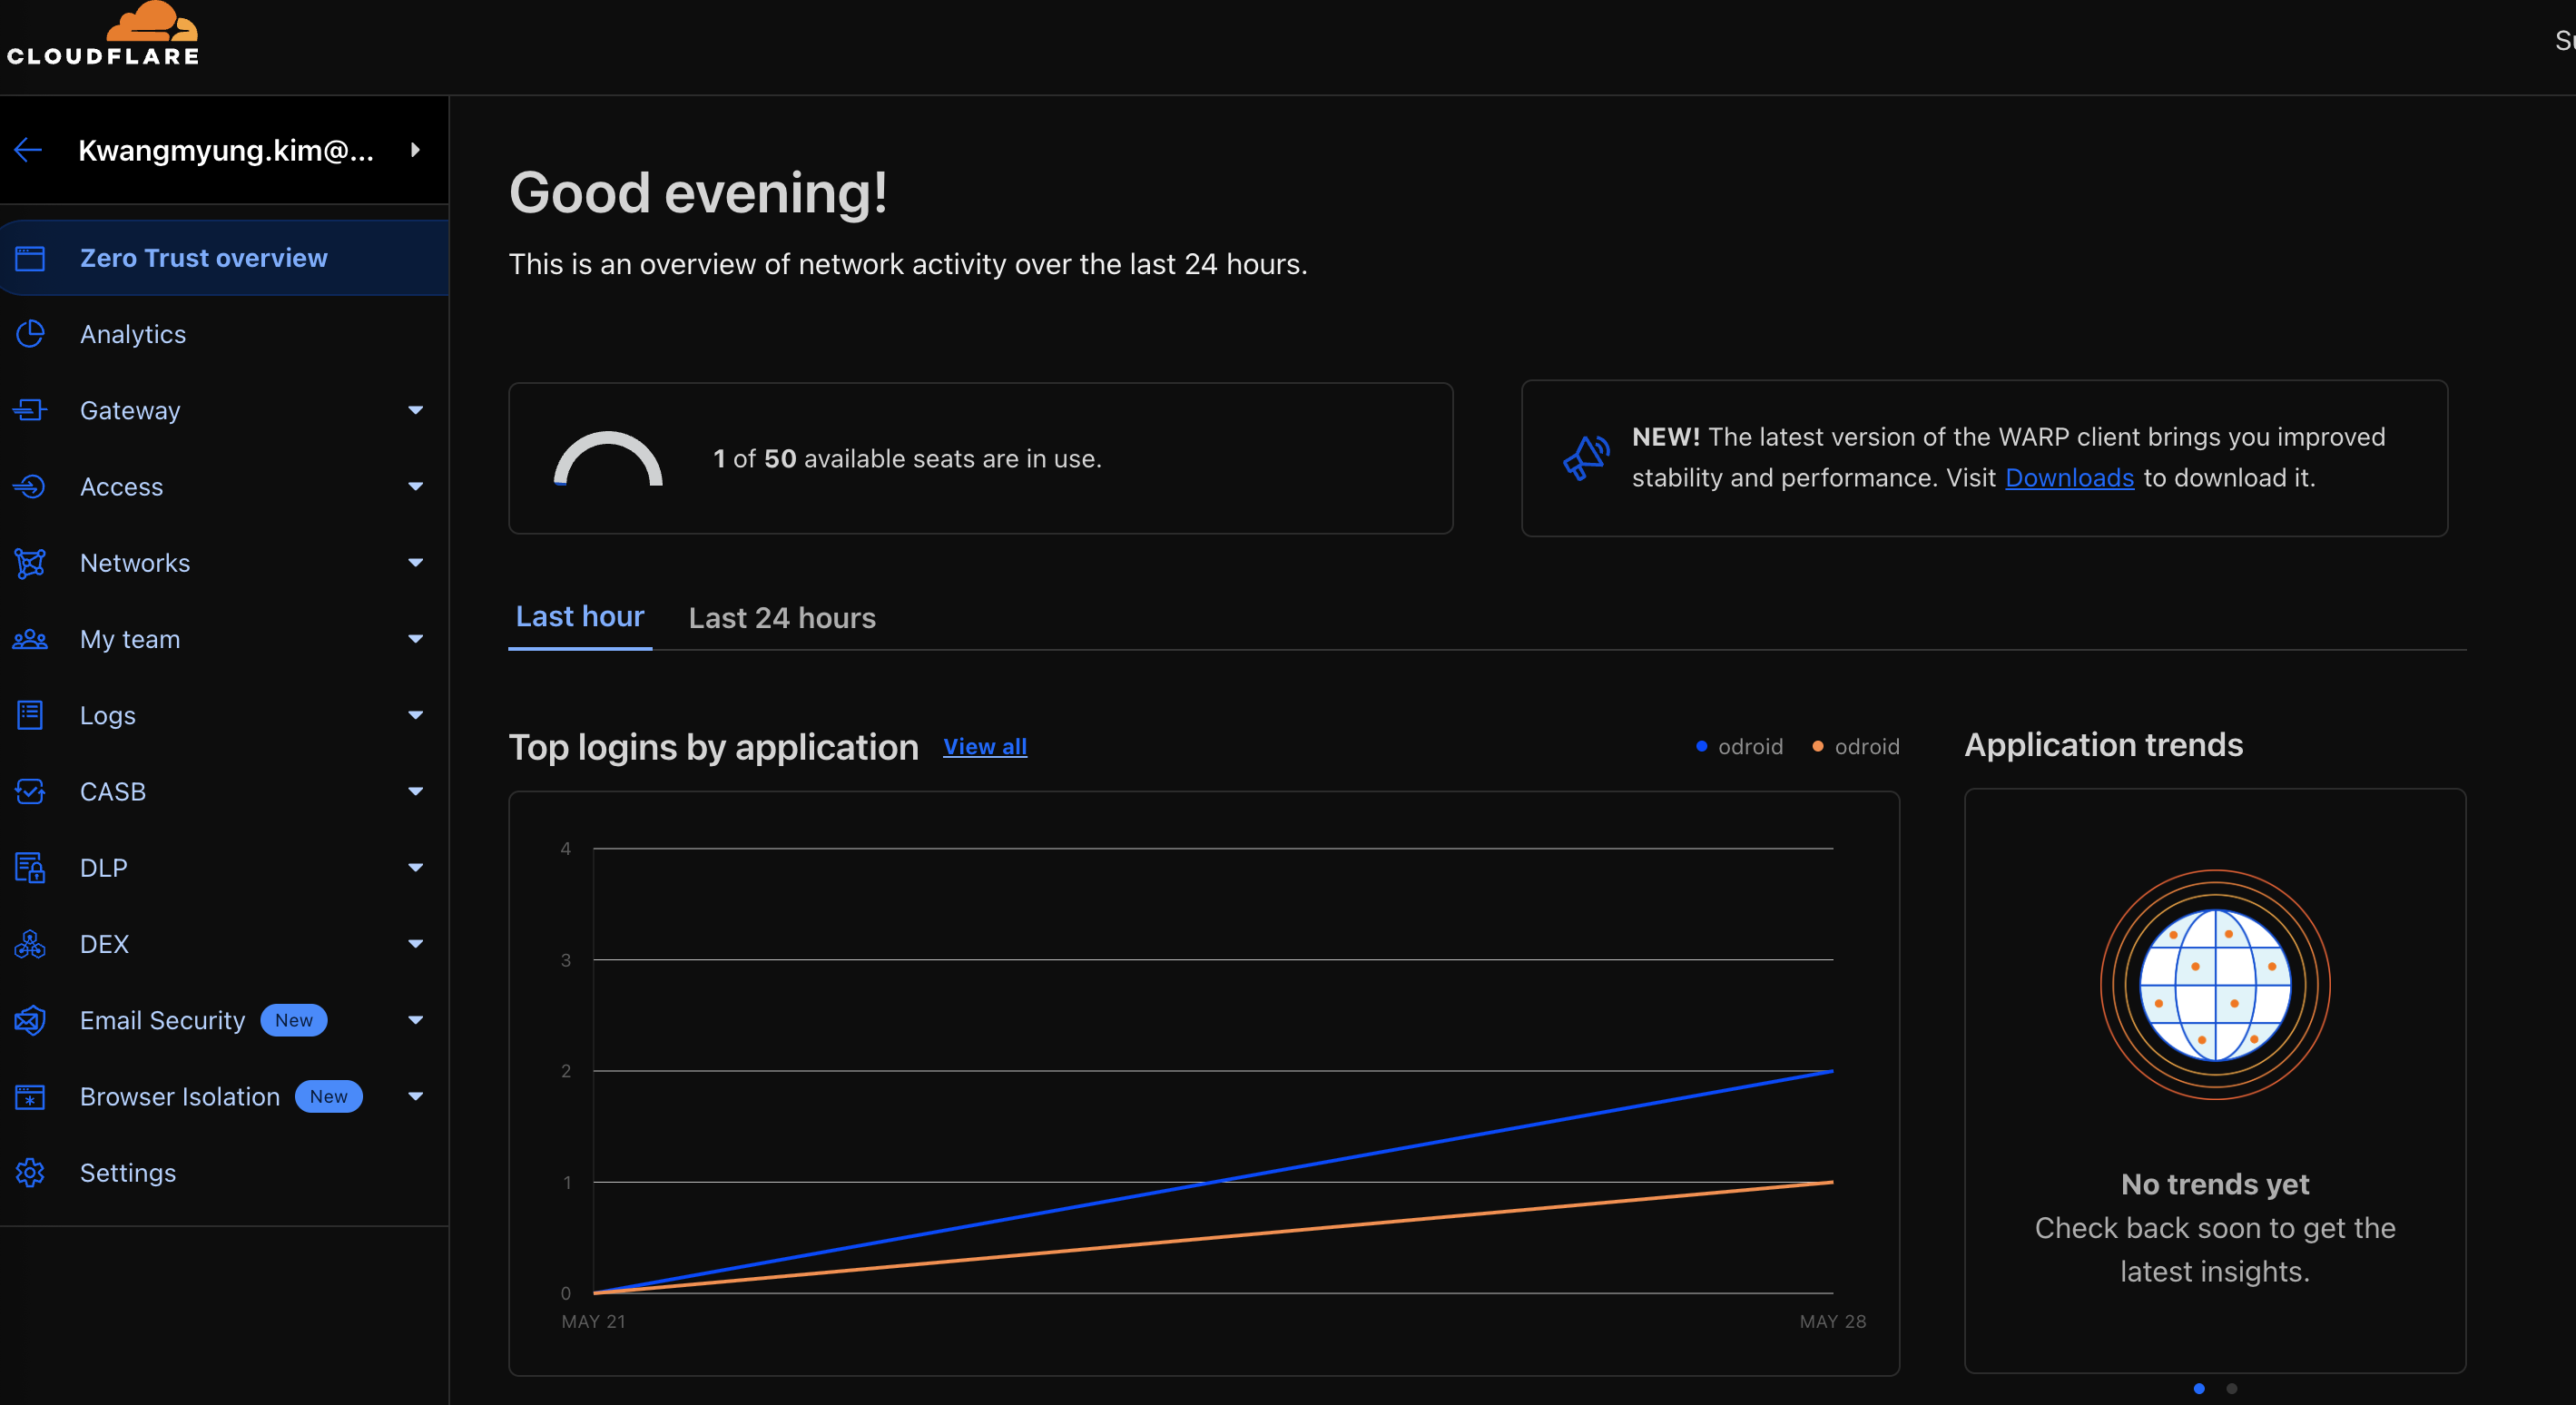 CLOUDFLARE
Kwangmyung.kim@...
Zero Trust overview
Analytics
Gateway
Access
Networks
My team
Logs
CASB
DLP
DEX
Email Security New
Browser Isolation New
Settings
Good evening!
This is an overview of network activity over the last 24 hours.
1 of 50 available seats are in use.
NEW! The latest version of the WARP client brings you improved
stability and performance. Visit Downloads to download it.
Last hour Last 24 hours
Top logins by application View all
odroid odroid
4
3
2
1
0
MAY 21 MAY 28
Application trends
No trends yet
Check back soon to get the
latest insights.